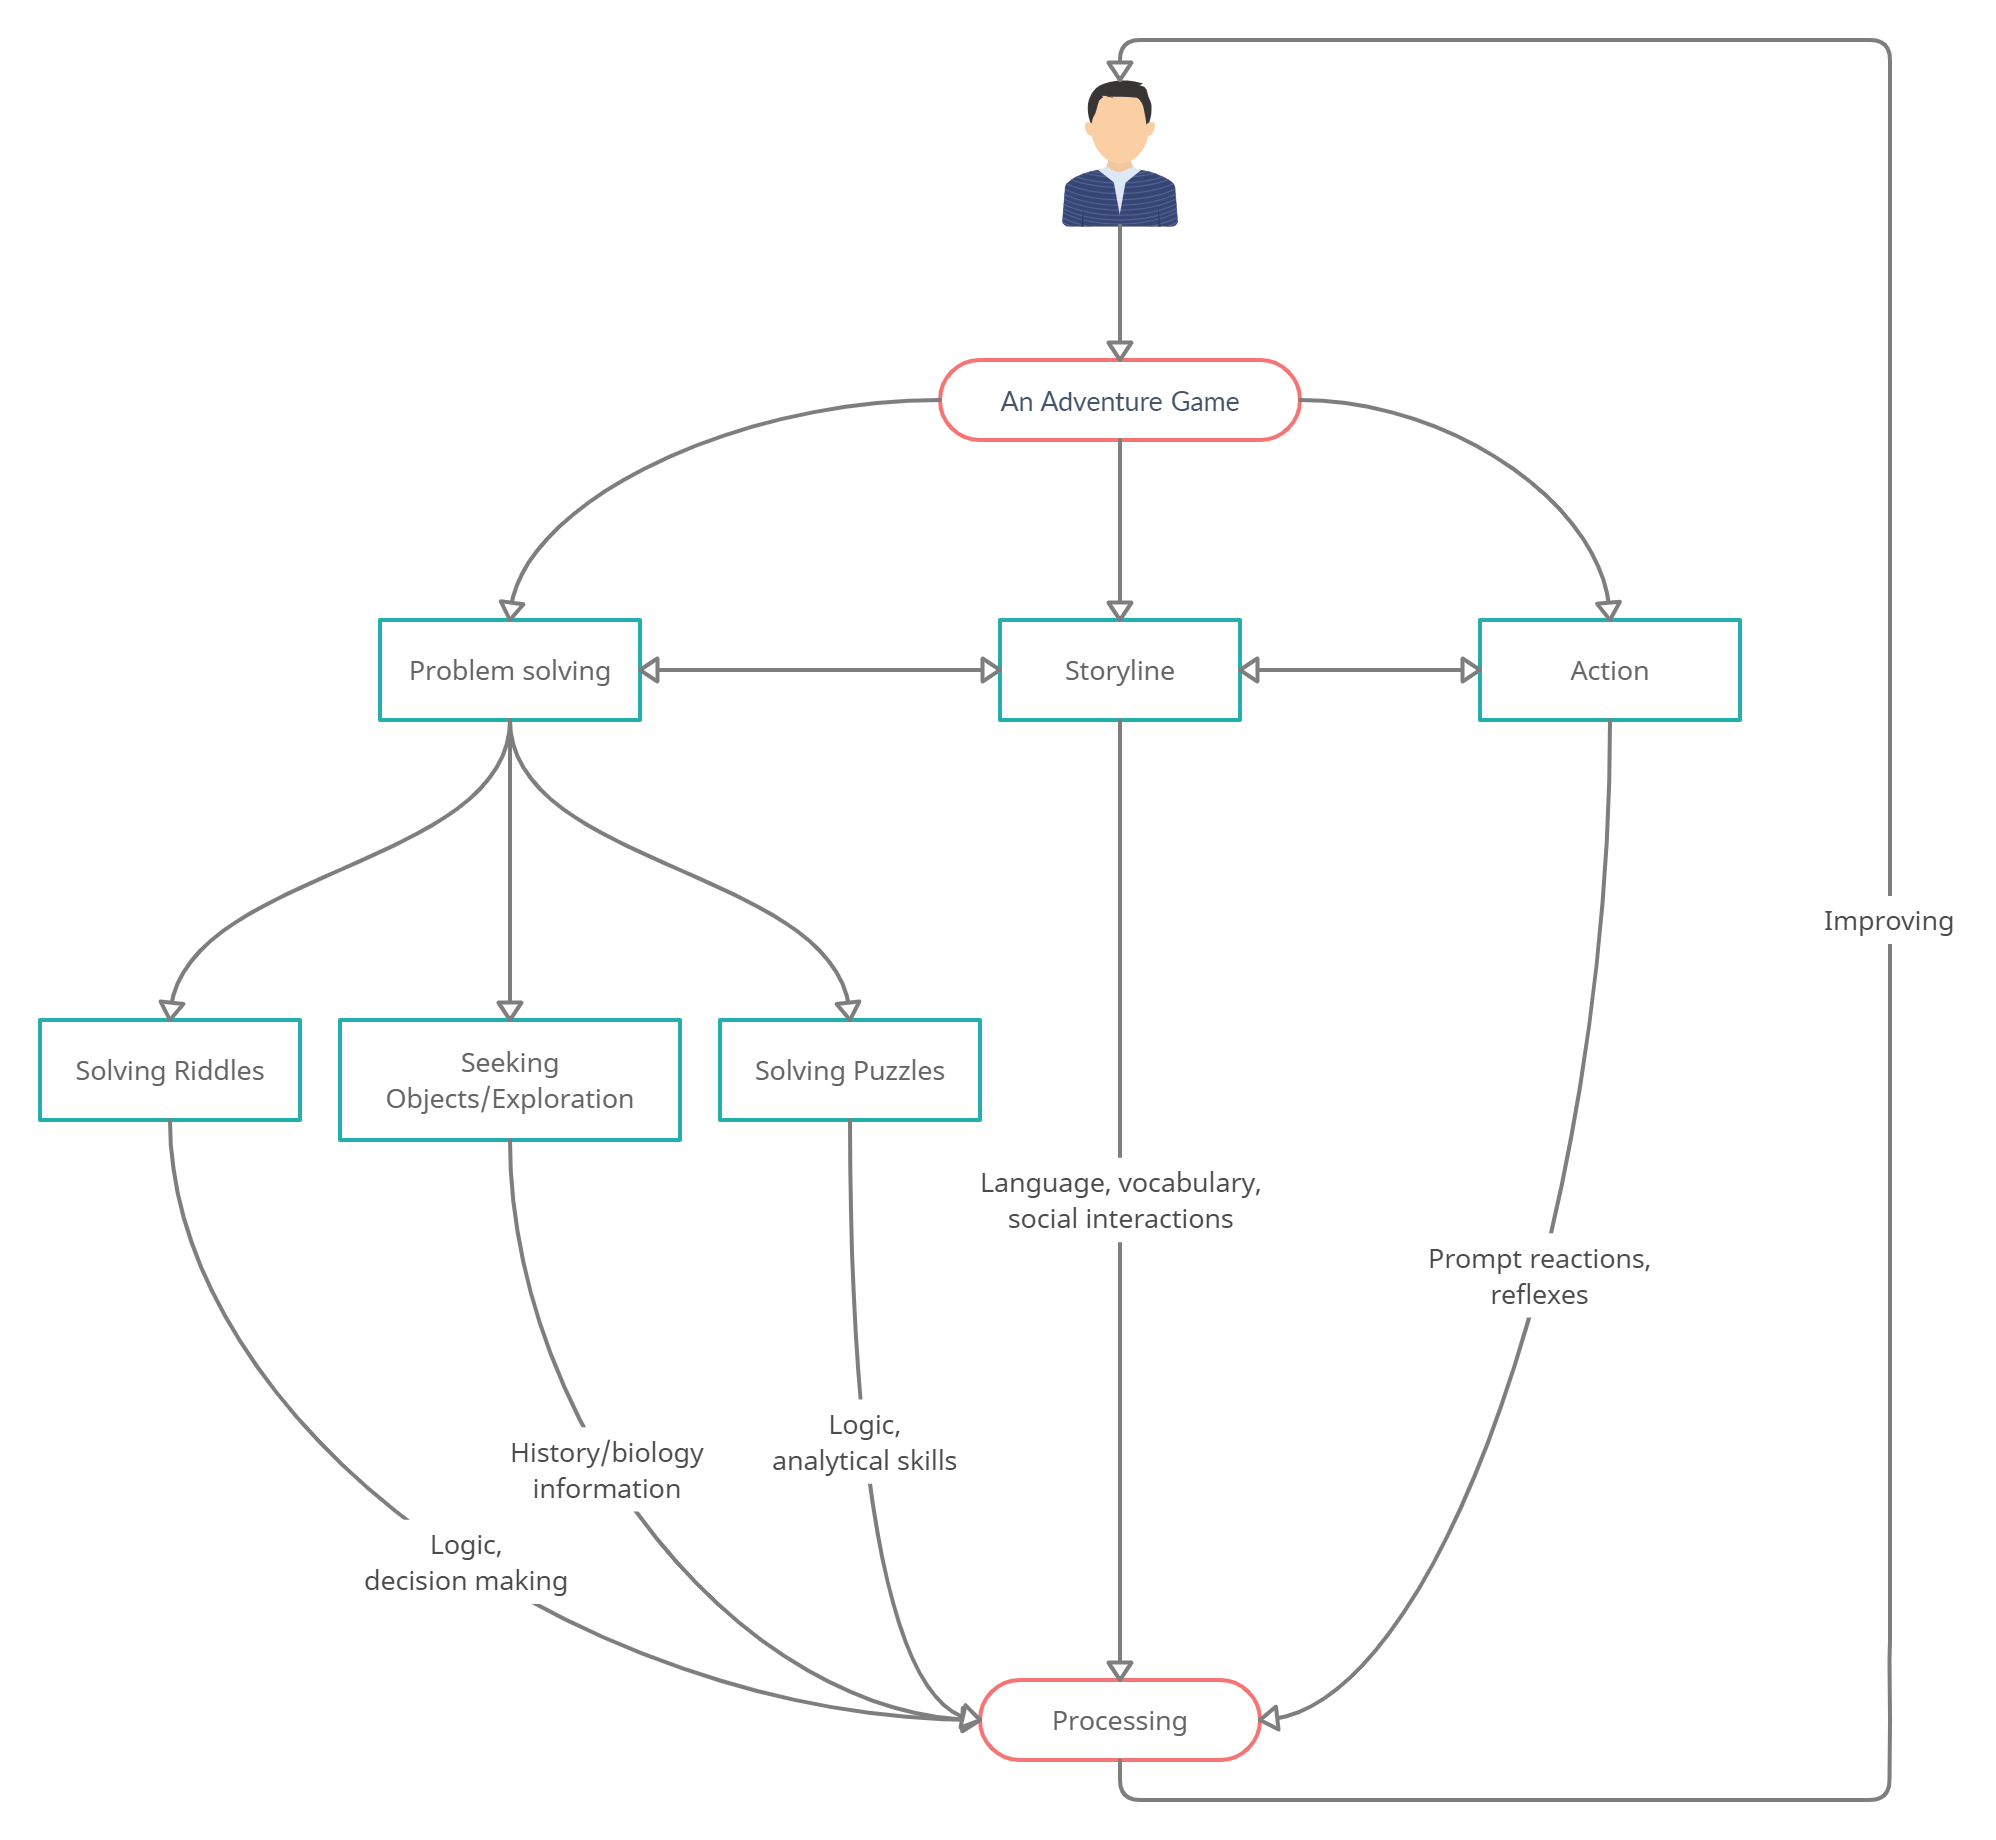 An Adventure Game
Problem solving
Storyline
Action
Improving
Solving Riddles
Seeking
Objects/Exploration
Solving Puzzles
Language, vocabulary,
social interactions
Prompt reactions,
reflexes
Logic,
analytical skills
History/biology
information
Logic,
decision making
Processing